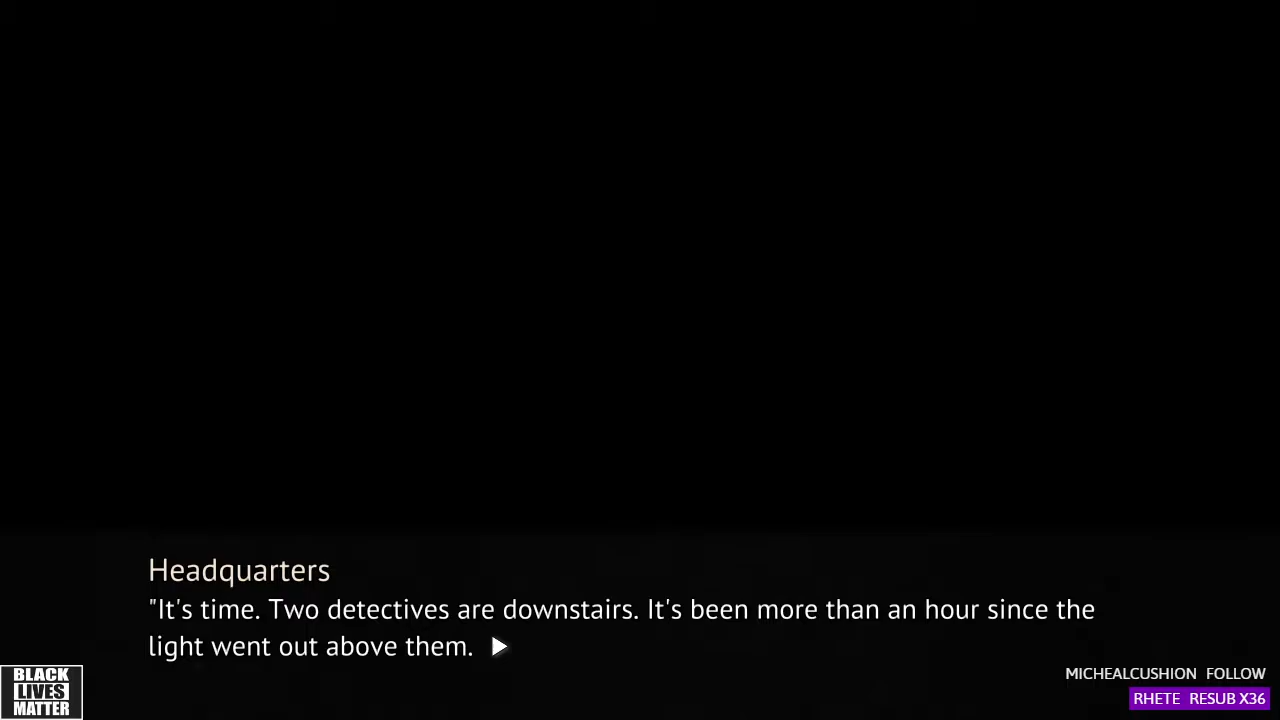 Headquarters
"It's time. Two detectives are downstairs. It's been more than an hour since the
light went out above them.
BLACK
LIVES
MATTER
MICHEALCUSHION FOLLOW
RHETE RESUB X36